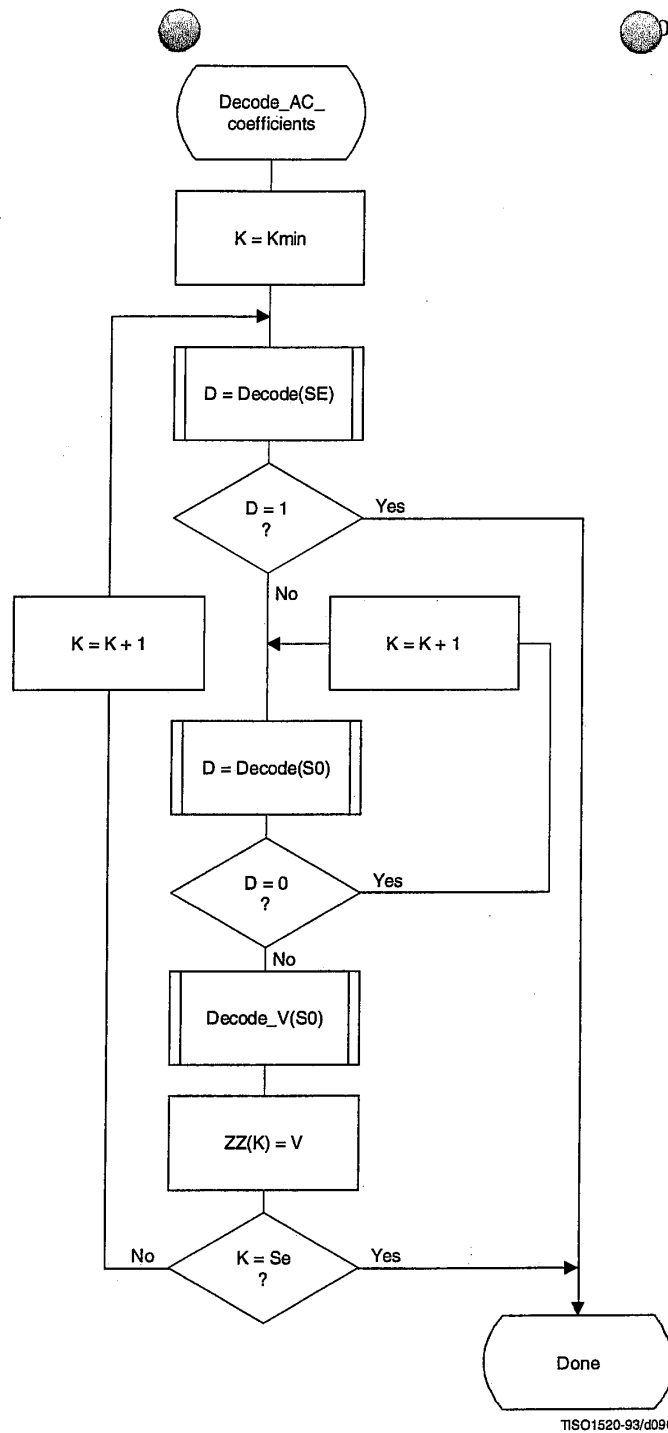 Decode_AC_
coefficients
K = Kmin
D = Decode(SE)
D = 1
?
Yes
No
K = K + 1
K = K + 1
D = Decode(S0)
D = 0
?
Yes
No
Decode_V(S0)
ZZ(K) = V
No
K = Se
?
Yes
Done